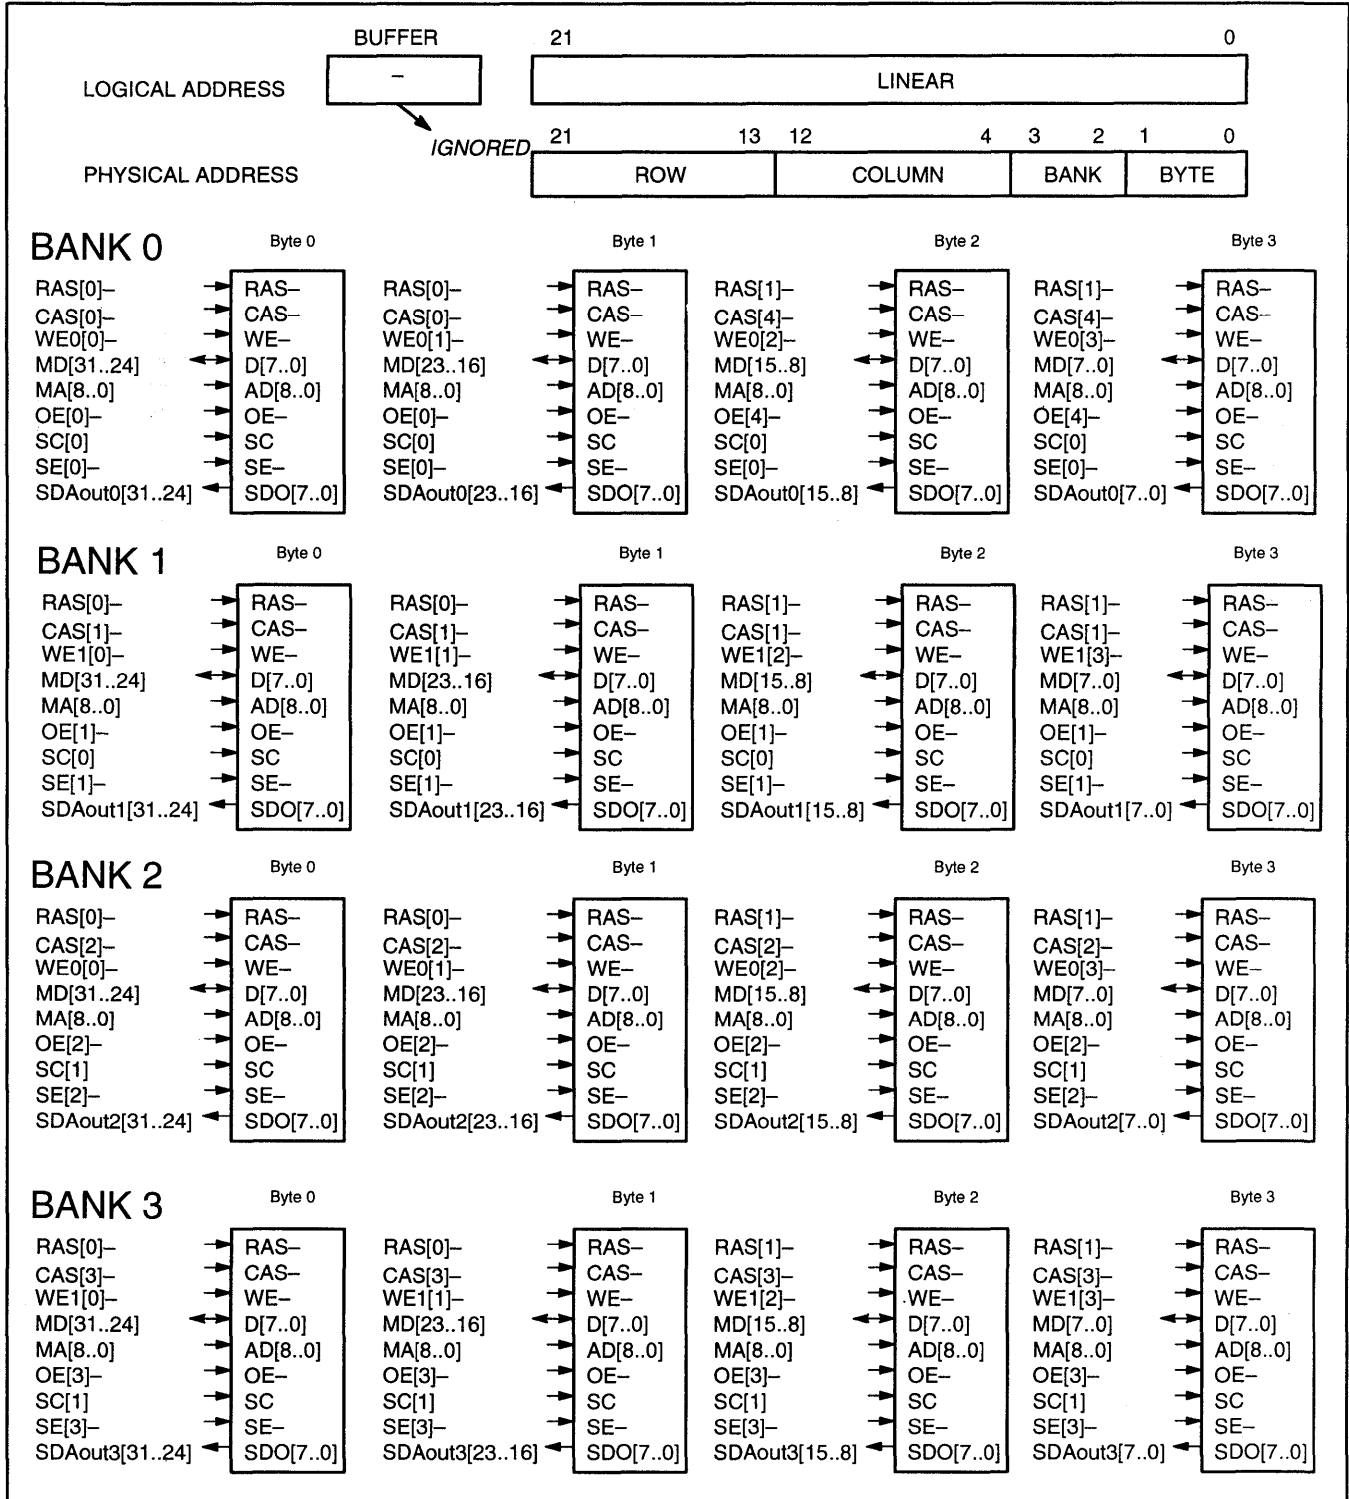 BUFFER 21 0
– LINEAR
LOGICAL ADDRESS
IGNORED 21 13 12 4 3 2 1 0
PHYSICAL ADDRESS ROW COLUMN BANK BYTE
BANK 0 Byte 0 Byte 1 Byte 2 Byte 3
RAS[0]– RAS– RAS[0]– RAS– RAS[1]– RAS– RAS[1]– RAS–
CAS[0]– CAS– CAS[0]– CAS– CAS[4]– CAS– CAS[4]– CAS–
WE0[0]– WE– WE0[1]– WE– WE0[2]– WE– WE0[3]– WE–
MD[31..24] D[7..0] MD[23..16] D[7..0] MD[15..8] D[7..0] MD[7..0] D[7..0]
MA[8..0] AD[8..0] MA[8..0] AD[8..0] MA[8..0] AD[8..0] MA[8..0] AD[8..0]
OE[0]– OE– OE[0]– OE– OE[4]– OE– OE[4]– OE–
SC[0] SC SC[0] SC SC[0] SC SC[0] SC
SE[0]– SE– SE[0]– SE– SE[0]– SE– SE[0]– SE–
SDAout0[31..24] SDO[7..0] SDAout0[23..16] SDO[7..0] SDAout0[15..8] SDO[7..0] SDAout0[7..0] SDO[7..0]
BANK 1 Byte 0 Byte 1 Byte 2 Byte 3
RAS[0]– RAS– RAS[0]– RAS– RAS[1]– RAS– RAS[1]– RAS–
CAS[1]– CAS– CAS[1]– CAS– CAS[1]– CAS– CAS[1]– CAS–
WE1[0]– WE– WE1[1]– WE– WE1[2]– WE– WE1[3]– WE–
MD[31..24] D[7..0] MD[23..16] D[7..0] MD[15..8] D[7..0] MD[7..0] D[7..0]
MA[8..0] AD[8..0] MA[8..0] AD[8..0] MA[8..0] AD[8..0] MA[8..0] AD[8..0]
OE[1]– OE– OE[1]– OE– OE[1]– OE– OE[1]– OE–
SC[0] SC SC[0] SC SC[0] SC SC[0] SC
SE[1]– SE– SE[1]– SE– SE[1]– SE– SE[1]– SE–
SDAout1[31..24] SDO[7..0] SDAout1[23..16] SDO[7..0] SDAout1[15..8] SDO[7..0] SDAout1[7..0] SDO[7..0]
BANK 2 Byte 0 Byte 1 Byte 2 Byte 3
RAS[0]– RAS– RAS[0]– RAS– RAS[1]– RAS– RAS[1]– RAS–
CAS[2]– CAS– CAS[2]– CAS– CAS[2]– CAS– CAS[2]– CAS–
WE0[0]– WE– WE0[1]– WE– WE0[2]– WE– WE0[3]– WE–
MD[31..24] D[7..0] MD[23..16] D[7..0] MD[15..8] D[7..0] MD[7..0] D[7..0]
MA[8..0] AD[8..0] MA[8..0] AD[8..0] MA[8..0] AD[8..0] MA[8..0] AD[8..0]
OE[2]– OE– OE[2]– OE– OE[2]– OE– OE[2]– OE–
SC[1] SC SC[1] SC SC[1] SC SC[1] SC
SE[2]– SE– SE[2]– SE– SE[2]– SE– SE[2]– SE–
SDAout2[31..24] SDO[7..0] SDAout2[23..16] SDO[7..0] SDAout2[15..8] SDO[7..0] SDAout2[7..0] SDO[7..0]
BANK 3 Byte 0 Byte 1 Byte 2 Byte 3
RAS[0]– RAS– RAS[0]– RAS– RAS[1]– RAS– RAS[1]– RAS–
CAS[3]– CAS– CAS[3]– CAS– CAS[3]– CAS– CAS[3]– CAS–
WE1[0]– WE– WE1[1]– WE– WE1[2]– WE– WE1[3]– WE–
MD[31..24] D[7..0] MD[23..16] D[7..0] MD[15..8] D[7..0] MD[7..0] D[7..0]
MA[8..0] AD[8..0] MA[8..0] AD[8..0] MA[8..0] AD[8..0] MA[8..0] AD[8..0]
OE[3]– OE– OE[3]– OE– OE[3]– OE– OE[3]– OE–
SC[1] SC SC[1] SC SC[1] SC SC[1] SC
SE[3]– SE– SE[3]– SE– SE[3]– SE– SE[3]– SE–
SDAout3[31..24] SDO[7..0] SDAout3[23..16] SDO[7..0] SDAout3[15..8] SDO[7..0] SDAout3[7..0] SDO[7..0]